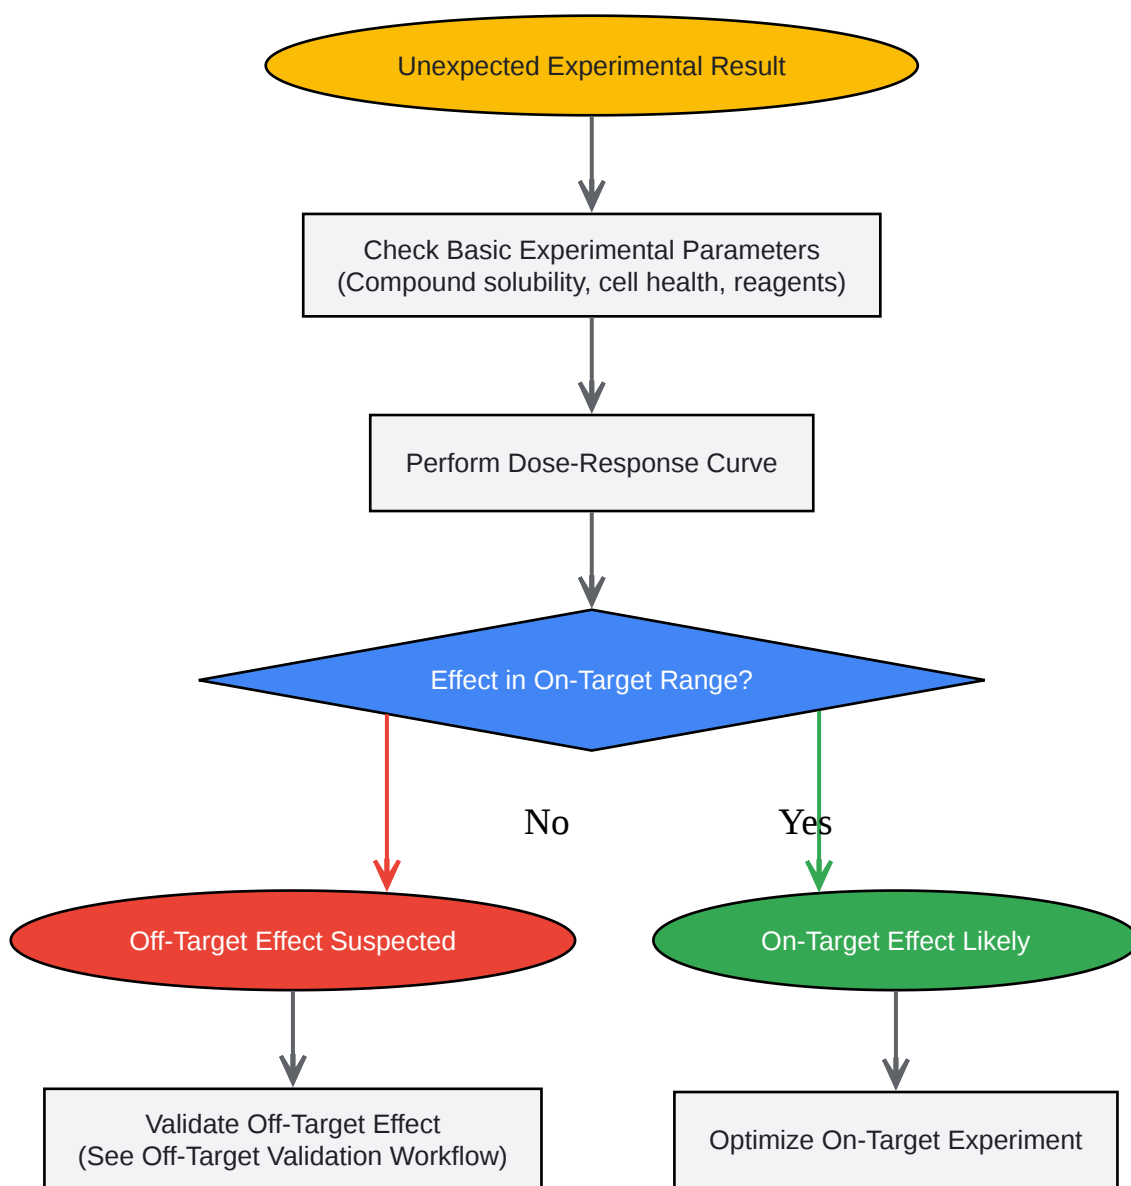 Unexpected Experimental Result
Check Basic Experimental Parameters
(Compound solubility, cell health, reagents)
Perform Dose-Response Curve
Effect in On-Target Range?
No
Yes
Off-Target Effect Suspected
On-Target Effect Likely
Validate Off-Target Effect
(See Off-Target Validation Workflow)
Optimize On-Target Experiment